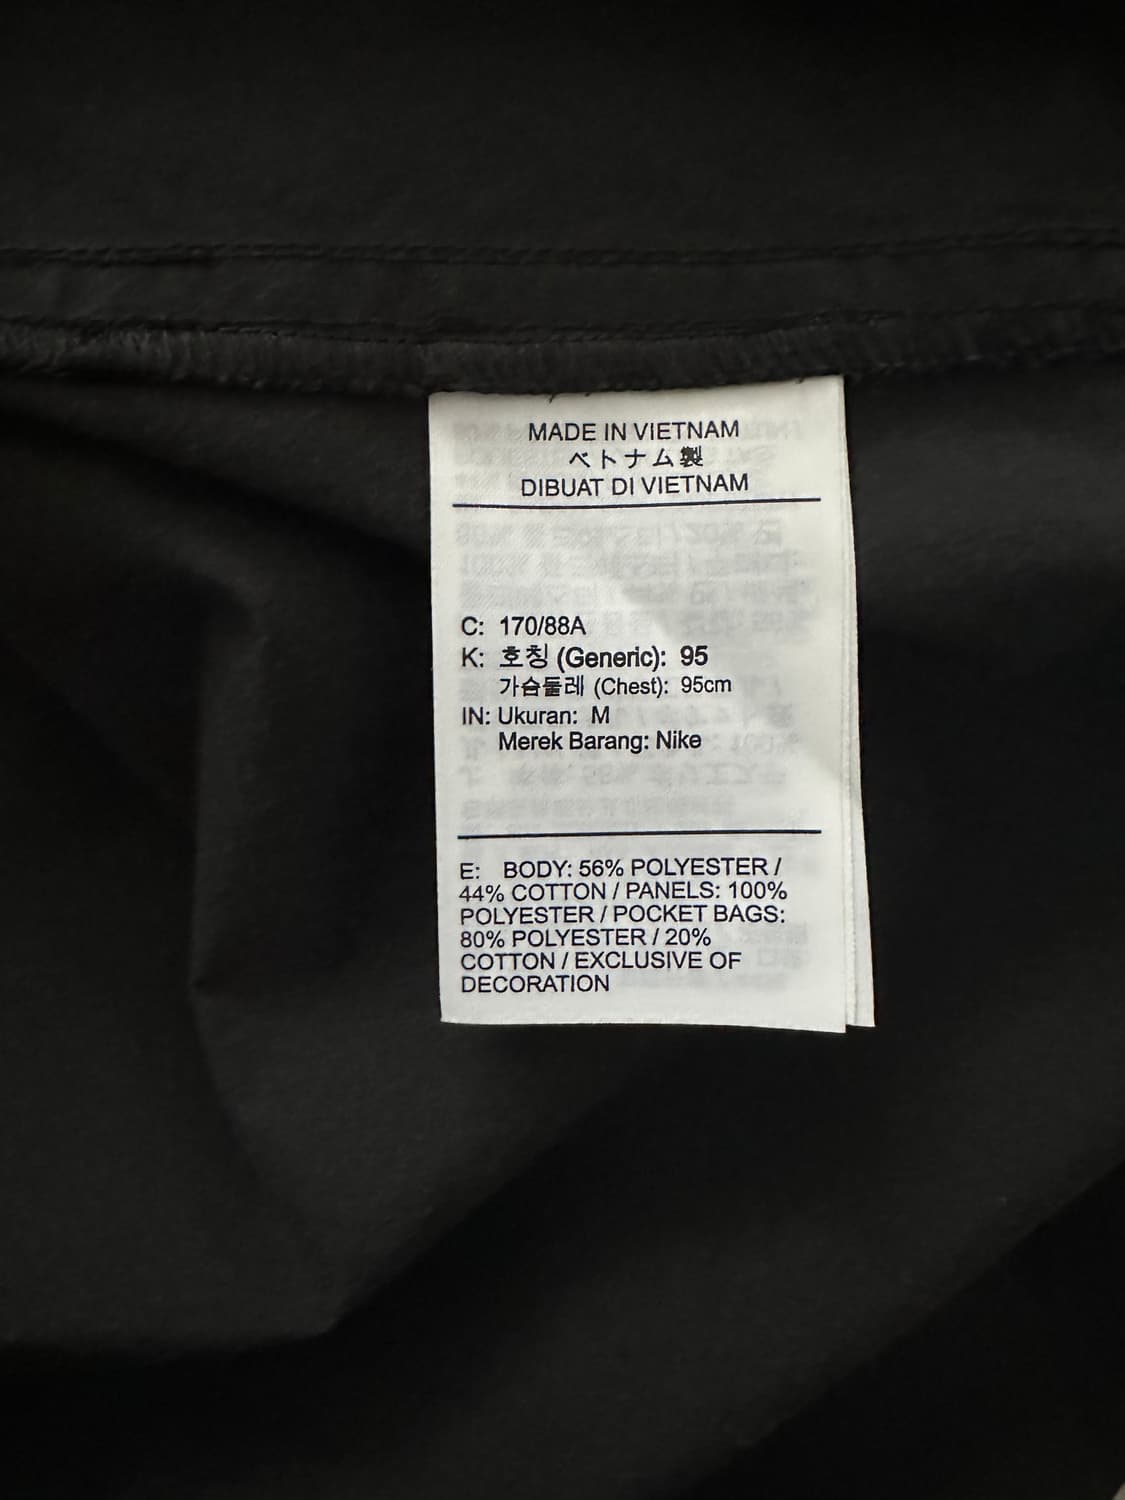 MADE IN VIETNAM
ベトナム製
DIBUAT DI VIETNAM
C: 170/88A
K: 호칭 (Generic): 95
가슴둘레 (Chest): 95cm
IN: Ukuran: M
Merek Barang: Nike
E: BODY: 56% POLYESTER /
44% COTTON / PANELS: 100%
POLYESTER / POCKET BAGS:
80% POLYESTER / 20%
COTTON / EXCLUSIVE OF
DECORATION